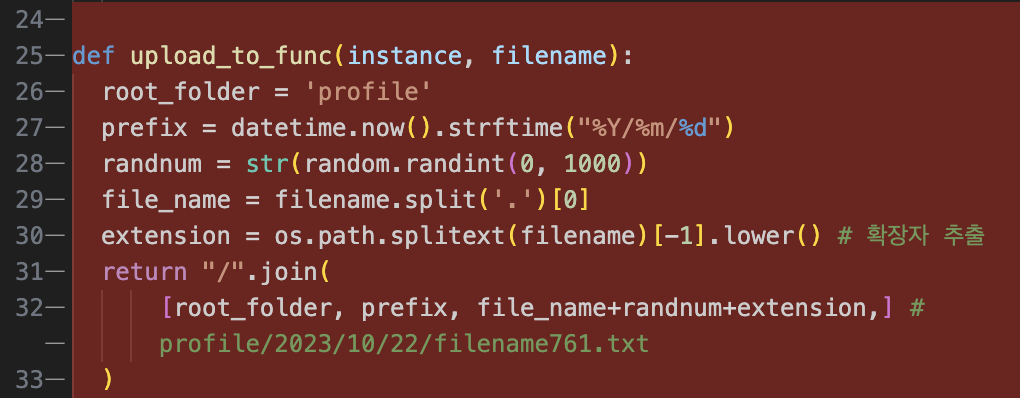 24—
25— def upload_to_func(instance, filename):
26— root_folder = 'profile'
27— prefix = datetime.now().strftime("%Y/%m/%d")
28— randnum = str(random.randint(0, 1000))
29— file_name = filename.split('.')[0]
30— extension = os.path.splitext(filename)[-1].lower() # 확장자 추출
31— return "/".join(
32— [root_folder, prefix, file_name+randnum+extension,] #
— profile/2023/10/22/filename761.txt
33— )